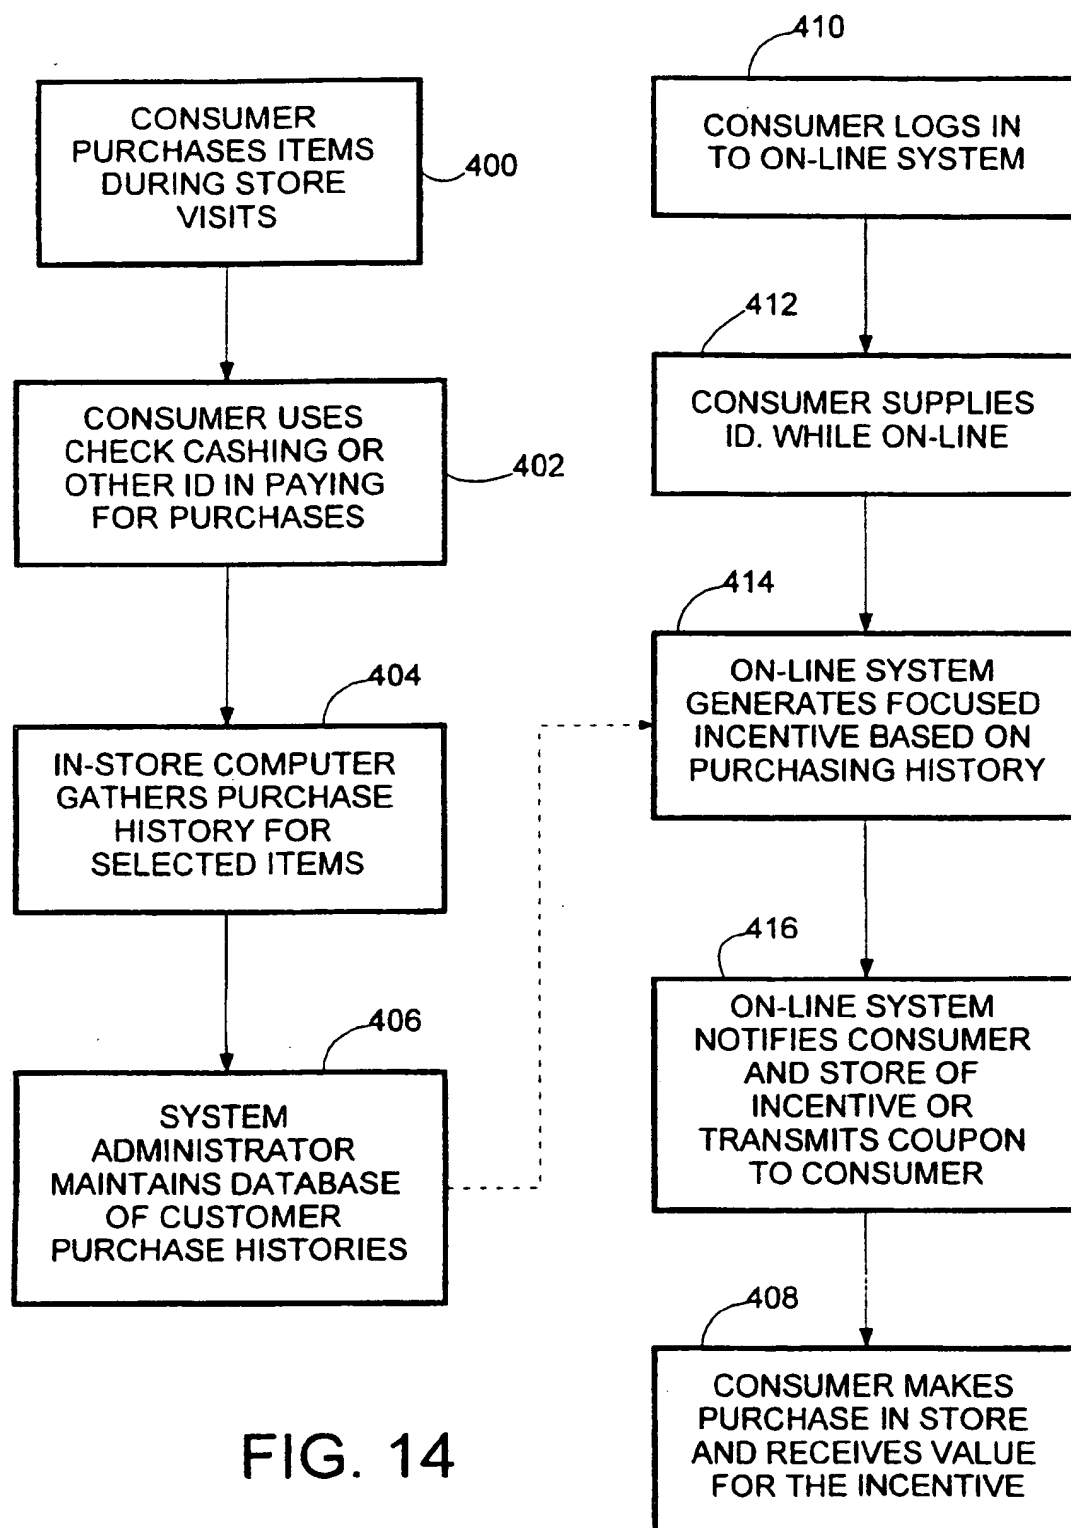 CONSUMER
PURCHASES ITEMS
DURING STORE
VISITS
400
CONSUMER USES
CHECK CASHING OR
OTHER ID IN PAYING
FOR PURCHASES
402
404
IN-STORE COMPUTER
GATHERS PURCHASE
HISTORY FOR
SELECTED ITEMS
406
SYSTEM
ADMINISTRATOR
MAINTAINS DATABASE
OF CUSTOMER
PURCHASE HISTORIES
410
CONSUMER LOGS IN
TO ON-LINE SYSTEM
412
CONSUMER SUPPLIES
ID. WHILE ON-LINE
414
ON-LINE SYSTEM
GENERATES FOCUSED
INCENTIVE BASED ON
PURCHASING HISTORY
416
ON-LINE SYSTEM
NOTIFIES CONSUMER
AND STORE OF
INCENTIVE OR
TRANSMITS COUPON
TO CONSUMER
408
CONSUMER MAKES
PURCHASE IN STORE
AND RECEIVES VALUE
FOR THE INCENTIVE
FIG. 14